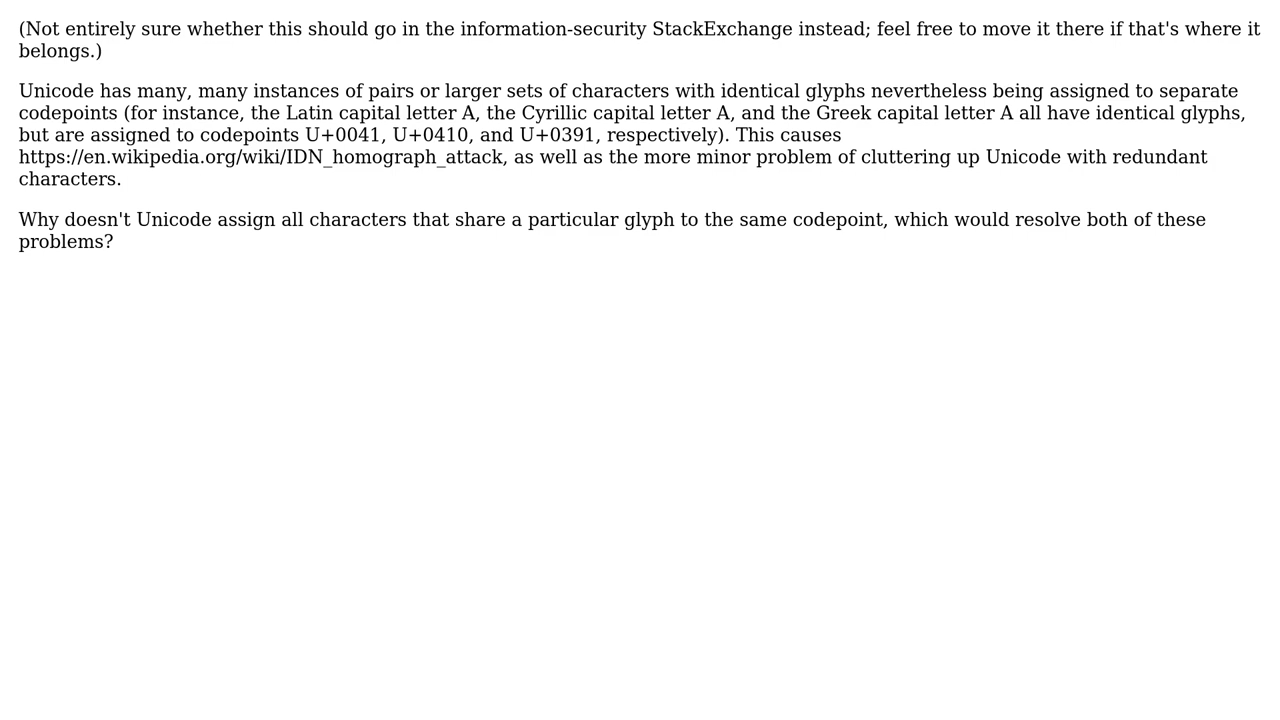 (Not entirely sure whether this should go in the information-security StackExchange instead; feel free to move it there if that's where it
belongs.)
Unicode has many, many instances of pairs or larger sets of characters with identical glyphs nevertheless being assigned to separate
codepoints (for instance, the Latin capital letter A, the Cyrillic capital letter A, and the Greek capital letter A all have identical glyphs,
but are assigned to codepoints U+0041, U+0410, and U+0391, respectively). This causes
https://en.wikipedia.org/wiki/IDN_homograph_attack, as well as the more minor problem of cluttering up Unicode with redundant
characters.
Why doesn't Unicode assign all characters that share a particular glyph to the same codepoint, which would resolve both of these
problems?